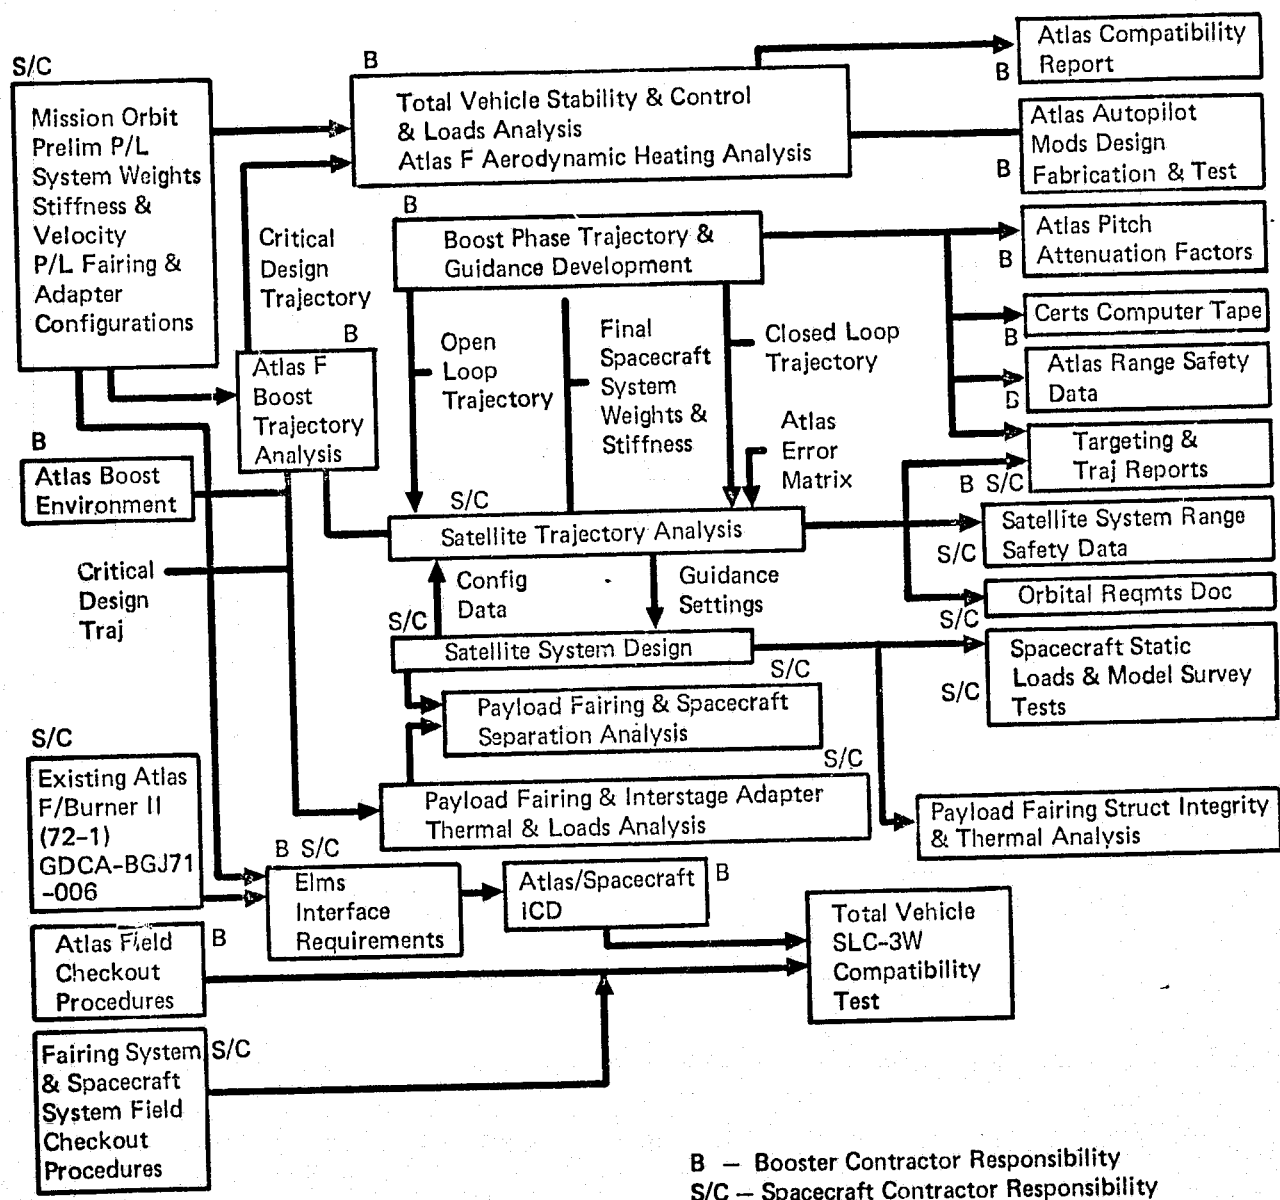 S/C
Mission Orbit
Prelim P/L
System Weights
Stiffness &
Velocity
P/L Fairing &
Adapter
Configurations
B
Total Vehicle Stability & Control
& Loads Analysis
Atlas F Aerodynamic Heating Analysis
Atlas Compatibility
Report
B
Atlas Autopilot
Mods Design
Fabrication & Test
B
Critical
Design
Trajectory
B
Boost Phase Trajectory &
Guidance Development
Atlas Pitch
Attenuation Factors
B
Certs Computer Tape
B
Atlas Range Safety
Data
B
Targeting &
Traj Reports
B S/C
B
Atlas F
Boost
Trajectory
Analysis
Open
Loop
Trajectory
Final
Spacecraft
System
Weights &
Stiffness
Closed Loop
Trajectory
Atlas
Error
Matrix
B
Atlas Boost
Environment
S/C
Satellite Trajectory Analysis
Satellite System Range
Safety Data
S/C
Orbital Reqmts Doc
S/C
Critical
Design
Traj
Config
Data
Guidance
Settings
S/C
Satellite System Design
S/C
Spacecraft Static
Loads & Model Survey
Tests
S/C
Payload Fairing & Spacecraft
Separation Analysis
S/C
Payload Fairing & Interstage Adapter
Thermal & Loads Analysis
Payload Fairing Struct Integrity
& Thermal Analysis
S/C
Existing Atlas
F/Burner II
(72-1)
GDCA-BGJ71
-006
B S/C
Elms
Interface
Requirements
Atlas/Spacecraft
ICD
B
Total Vehicle
SLC-3W
Compatibility
Test
Atlas Field
Checkout
Procedures
B
Fairing System
& Spacecraft
System Field
Checkout
Procedures
S/C
B – Booster Contractor Responsibility
S/C – Spacecraft Contractor Responsibility